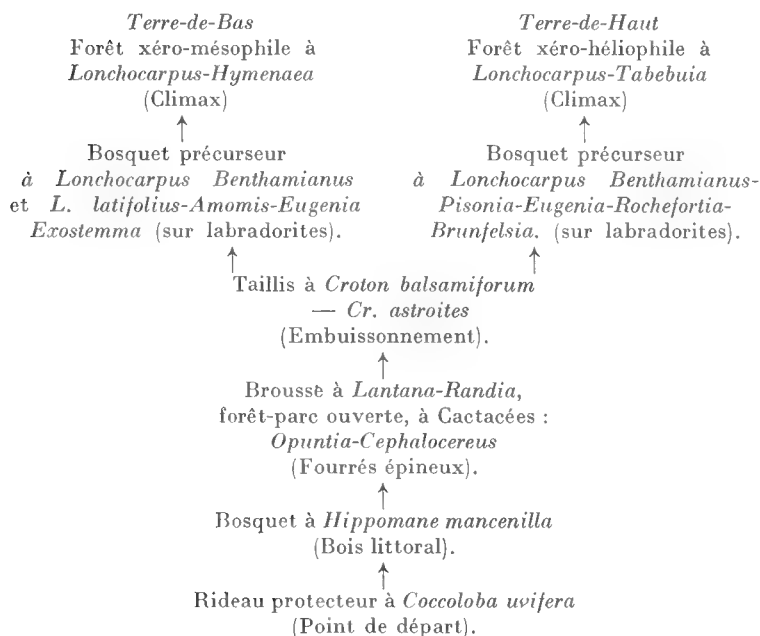 Terre-de-Bas
Forêt xéro-mésophile à
Lonchocarpus-Hymenaea
(Climax)
↑
Bosquet précurseur
à Lonchocarpus Benthamianus
et L. latifolius-Amomis-Eugenia
Exostemma (sur labradorites).
↑
Terre-de-Haut
Forêt xéro-héliophile à
Lonchocarpus-Tabebuia
(Climax)
↑
Bosquet précurseur
à Lonchocarpus Benthamianus-
Pisonia-Eugenia-Rochefortia-
Brunfelsia. (sur labradorites).
↑
Taillis à Croton balsamiforum
— Cr. astroites
(Embuissonnement).
↑
Brousse à Lantana-Randia,
forêt-parc ouverte, à Cactacées :
Opuntia-Cephalocereus
(Fourrés épineux).
↑
Bosquet à Hippomane mancenilla
(Bois littoral).
↑
Rideau protecteur à Coccoloba uvifera
(Point de départ).